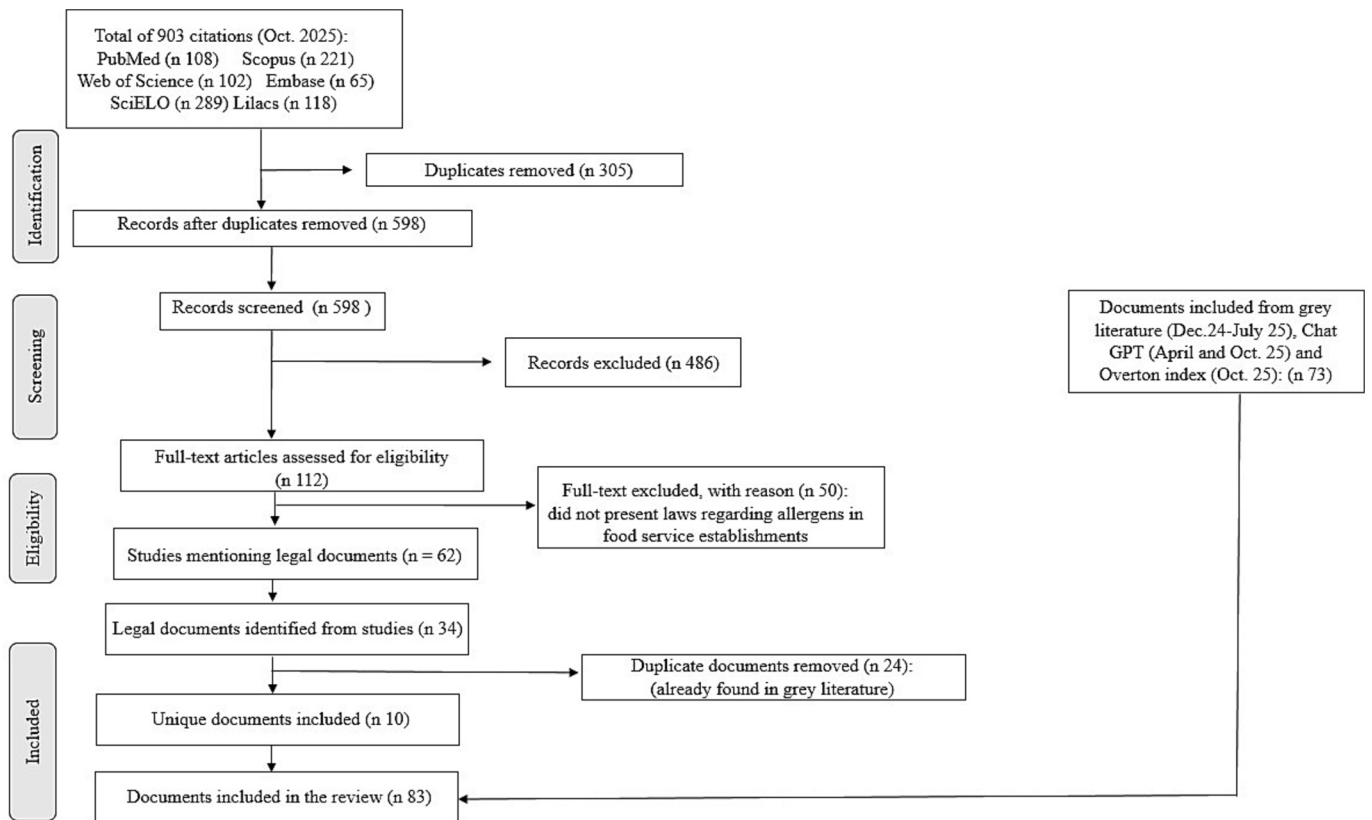 Total of 903 citations (Oct. 2025):
PubMed (n 108) Scopus (n 221)
Web of Science (n 102) Embase (n 65)
SciELO (n 289) Lilacs (n 118)
Identification
Duplicates removed (n 305)
Records after duplicates removed (n 598)
Screening
Records screened (n 598 )
Records excluded (n 486)
Documents included from grey
literature (Dec.24-July 25), Chat
GPT (April and Oct. 25) and
Overton index (Oct. 25): (n 73)
Full-text articles assessed for eligibility
(n 112)
Eligibility
Full-text excluded, with reason (n 50):
did not present laws regarding allergens in
food service establishments
Studies mentioning legal documents (n = 62)
Legal documents identified from studies (n 34)
Included
Duplicate documents removed (n 24):
(already found in grey literature)
Unique documents included (n 10)
Documents included in the review (n 83)